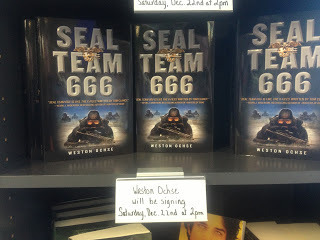 Saturday, Dec. 22nd at 2pm
SEAL
TEAM
666
WESTON OCHSE
SEAL
TEAM
666
WESTON OCHSE
SEAL
TEAM
666
WESTON OCHSE
Weston Ochse
will be signing
Saturday, Dec. 22nd at 2pm